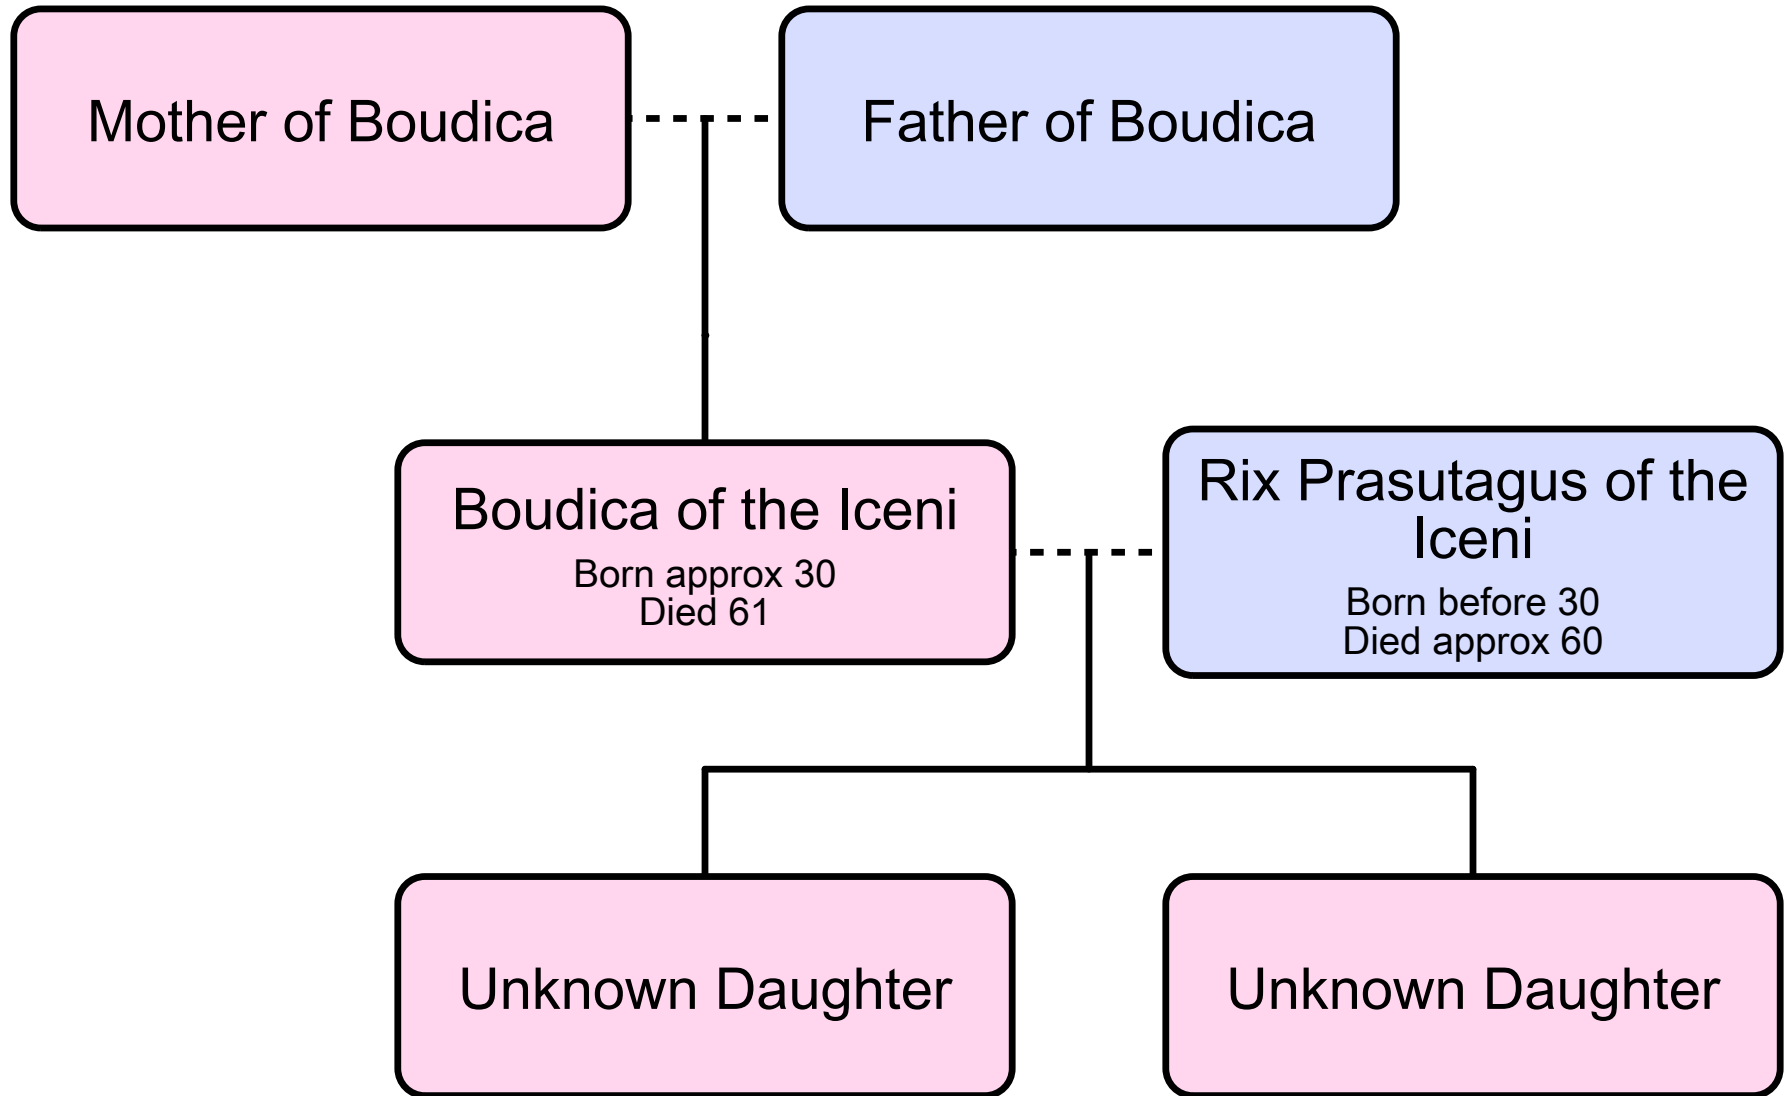 Mother of Boudica
Father of Boudica
Boudica of the Iceni
Born approx 30
Died 61
Rix Prasutagus of the
Iceni
Born before 30
Died approx 60
Unknown Daughter
Unknown Daughter